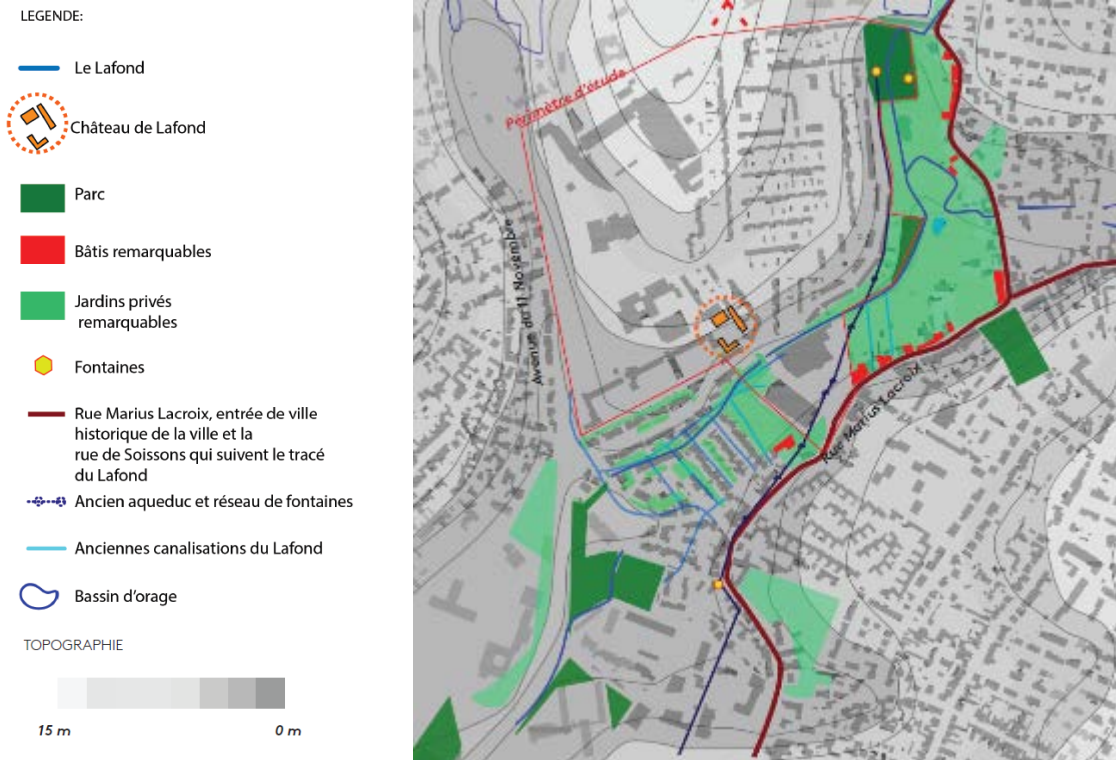 LEGENDE:
Le Lafond
Château de Lafond
Parc
Bâtis remarquables
Jardins privés
remarquables
Fontaines
Rue Marius Lacroix, entrée de ville
historique de la ville et la
rue de Soissons qui suivent le tracé
du Lafond
Ancien aqueduc et réseau de fontaines
Anciennes canalisations du Lafond
Bassin d'orage
TOPOGRAPHIE
15 m
0 m
Périmètre d'étude
Avenue du 11 Novembre
Rue Marius Lacroix